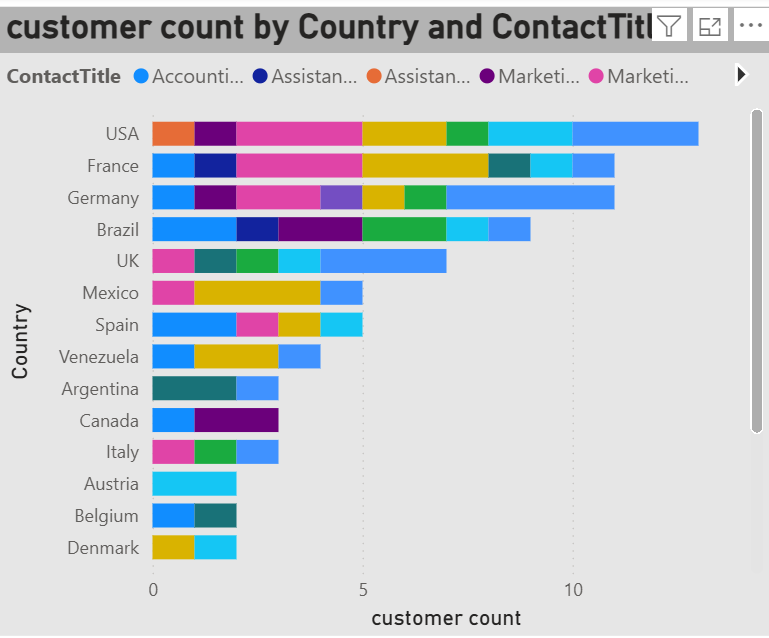 customer count by Country and ContactTitl
ContactTitle Accounti... Assistan... Assistan... Marketi... Marketi...
USA
France
Germany
Brazil
UK
Mexico
Spain
Venezuela
Argentina
Canada
Italy
Austria
Belgium
Denmark
Country
0 5 10
customer count